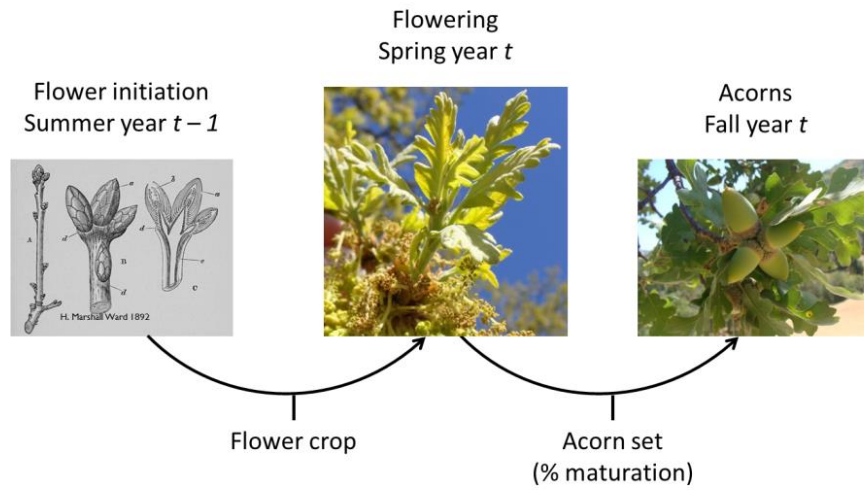 Flower initiation
Summer year t – 1
Flowering
Spring year t
Acorns
Fall year t
H. Marshall Ward 1892
Flower crop
Acorn set
(% maturation)